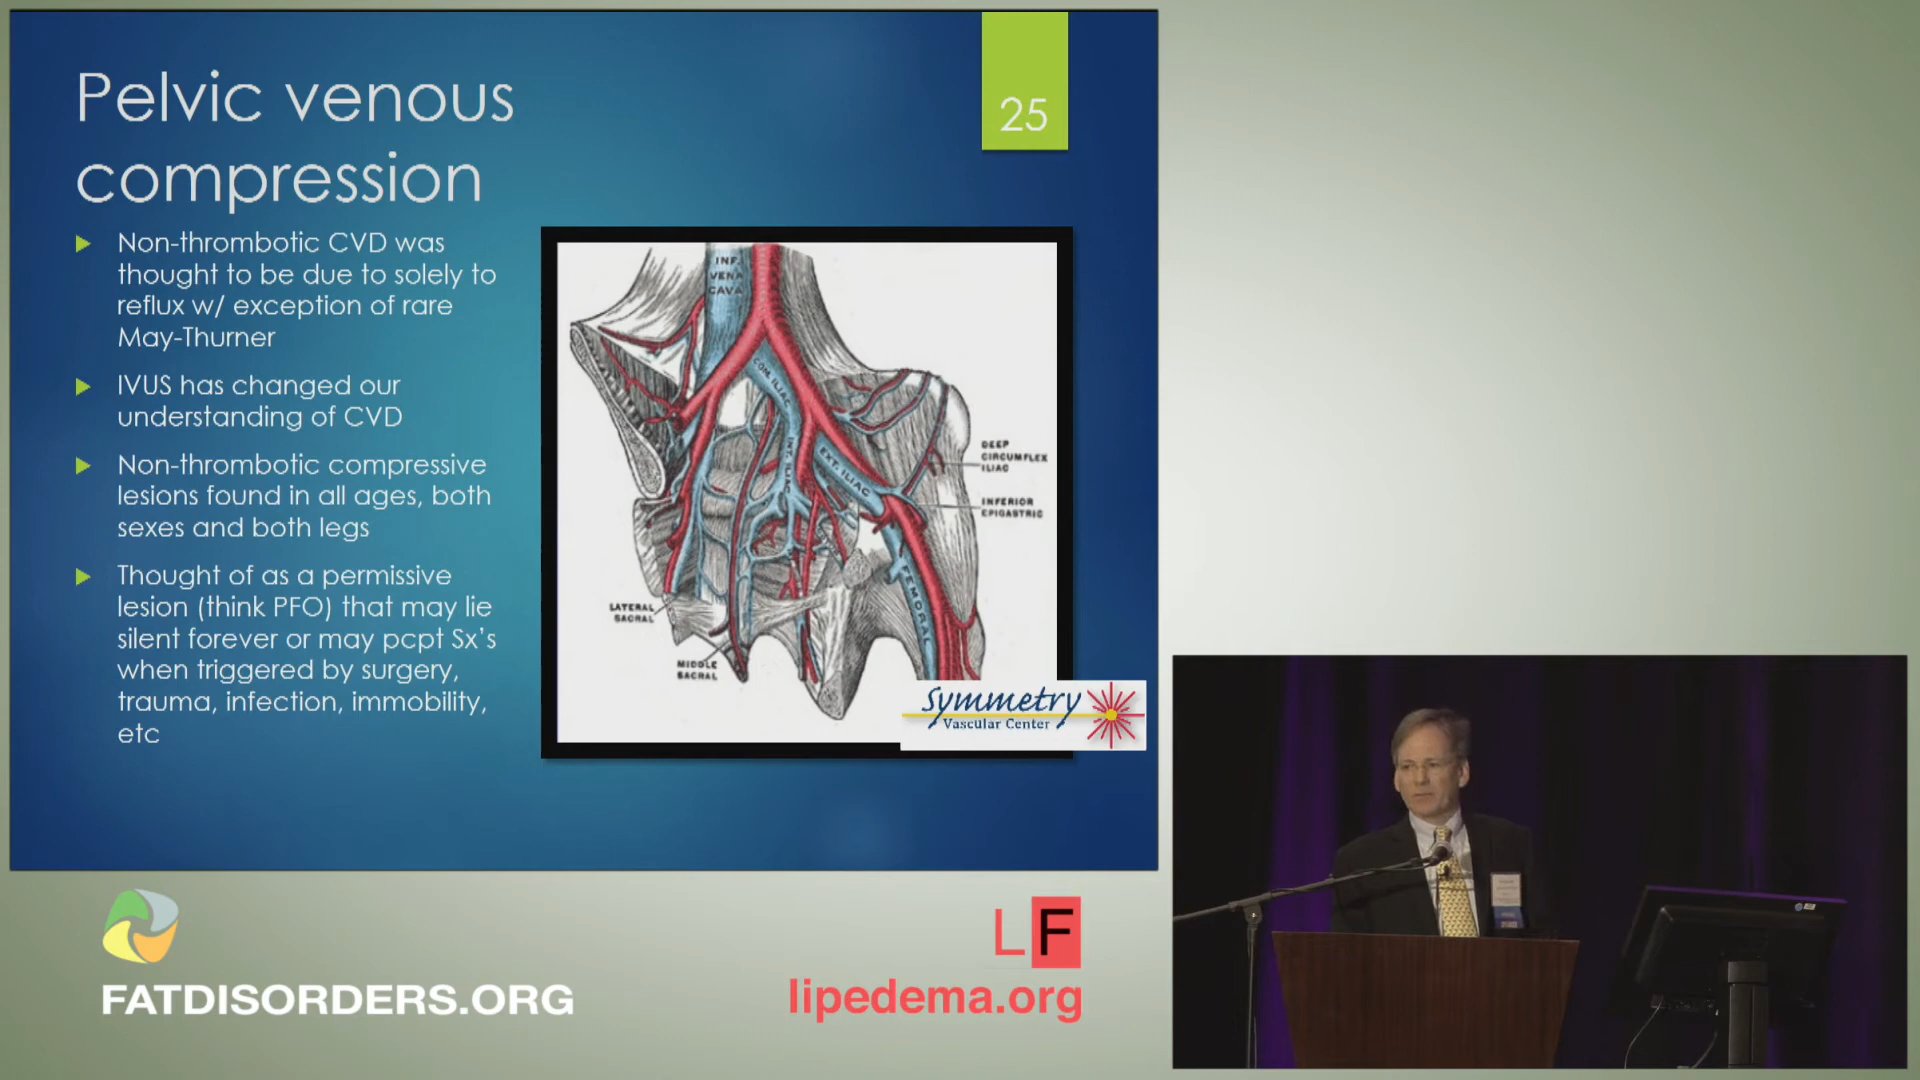 Pelvic venous
compression
25
Non-thrombotic CVD was
thought to be due to solely to
reflux w/ exception of rare
May-Thurner
IVUS has changed our
understanding of CVD
Non-thrombotic compressive
lesions found in all ages, both
sexes and both legs
Thought of as a permissive
lesion (think PFO) that may lie
silent forever or may pcpt Sx's
when triggered by surgery,
trauma, infection, immobility,
etc
INF.
VENA
CAVA
COM. ILIAC
INT. ILIAC
EXT. ILIAC
DEEP
CIRCUMFLEX
ILIAC
INFERIOR
EPIGASTRIC
FEMORAL
LATERAL
SACRAL
MIDDLE
SACRAL
Symmetry
Vascular Center
FATDISORDERS.ORG
LF
lipedema.org